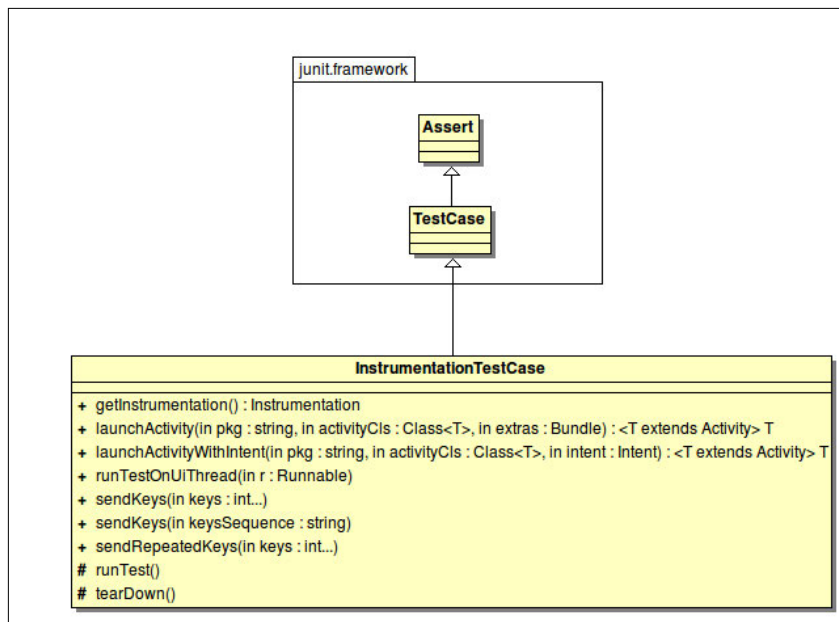 junit.framework
Assert
TestCase
InstrumentationTestCase
+ getInstrumentation() : Instrumentation
+ launchActivity(in pkg : string, in activityCls : Class<T>, in extras : Bundle) : <T extends Activity> T
+ launchActivityWithIntent(in pkg : string, in activityCls : Class<T>, in intent : Intent) : <T extends Activity> T
+ runTestOnUiThread(in r : Runnable)
+ sendKeys(in keys : int...)
+ sendKeys(in keysSequence : string)
+ sendRepeatedKeys(in keys : int...)
# runTest()
# tearDown()